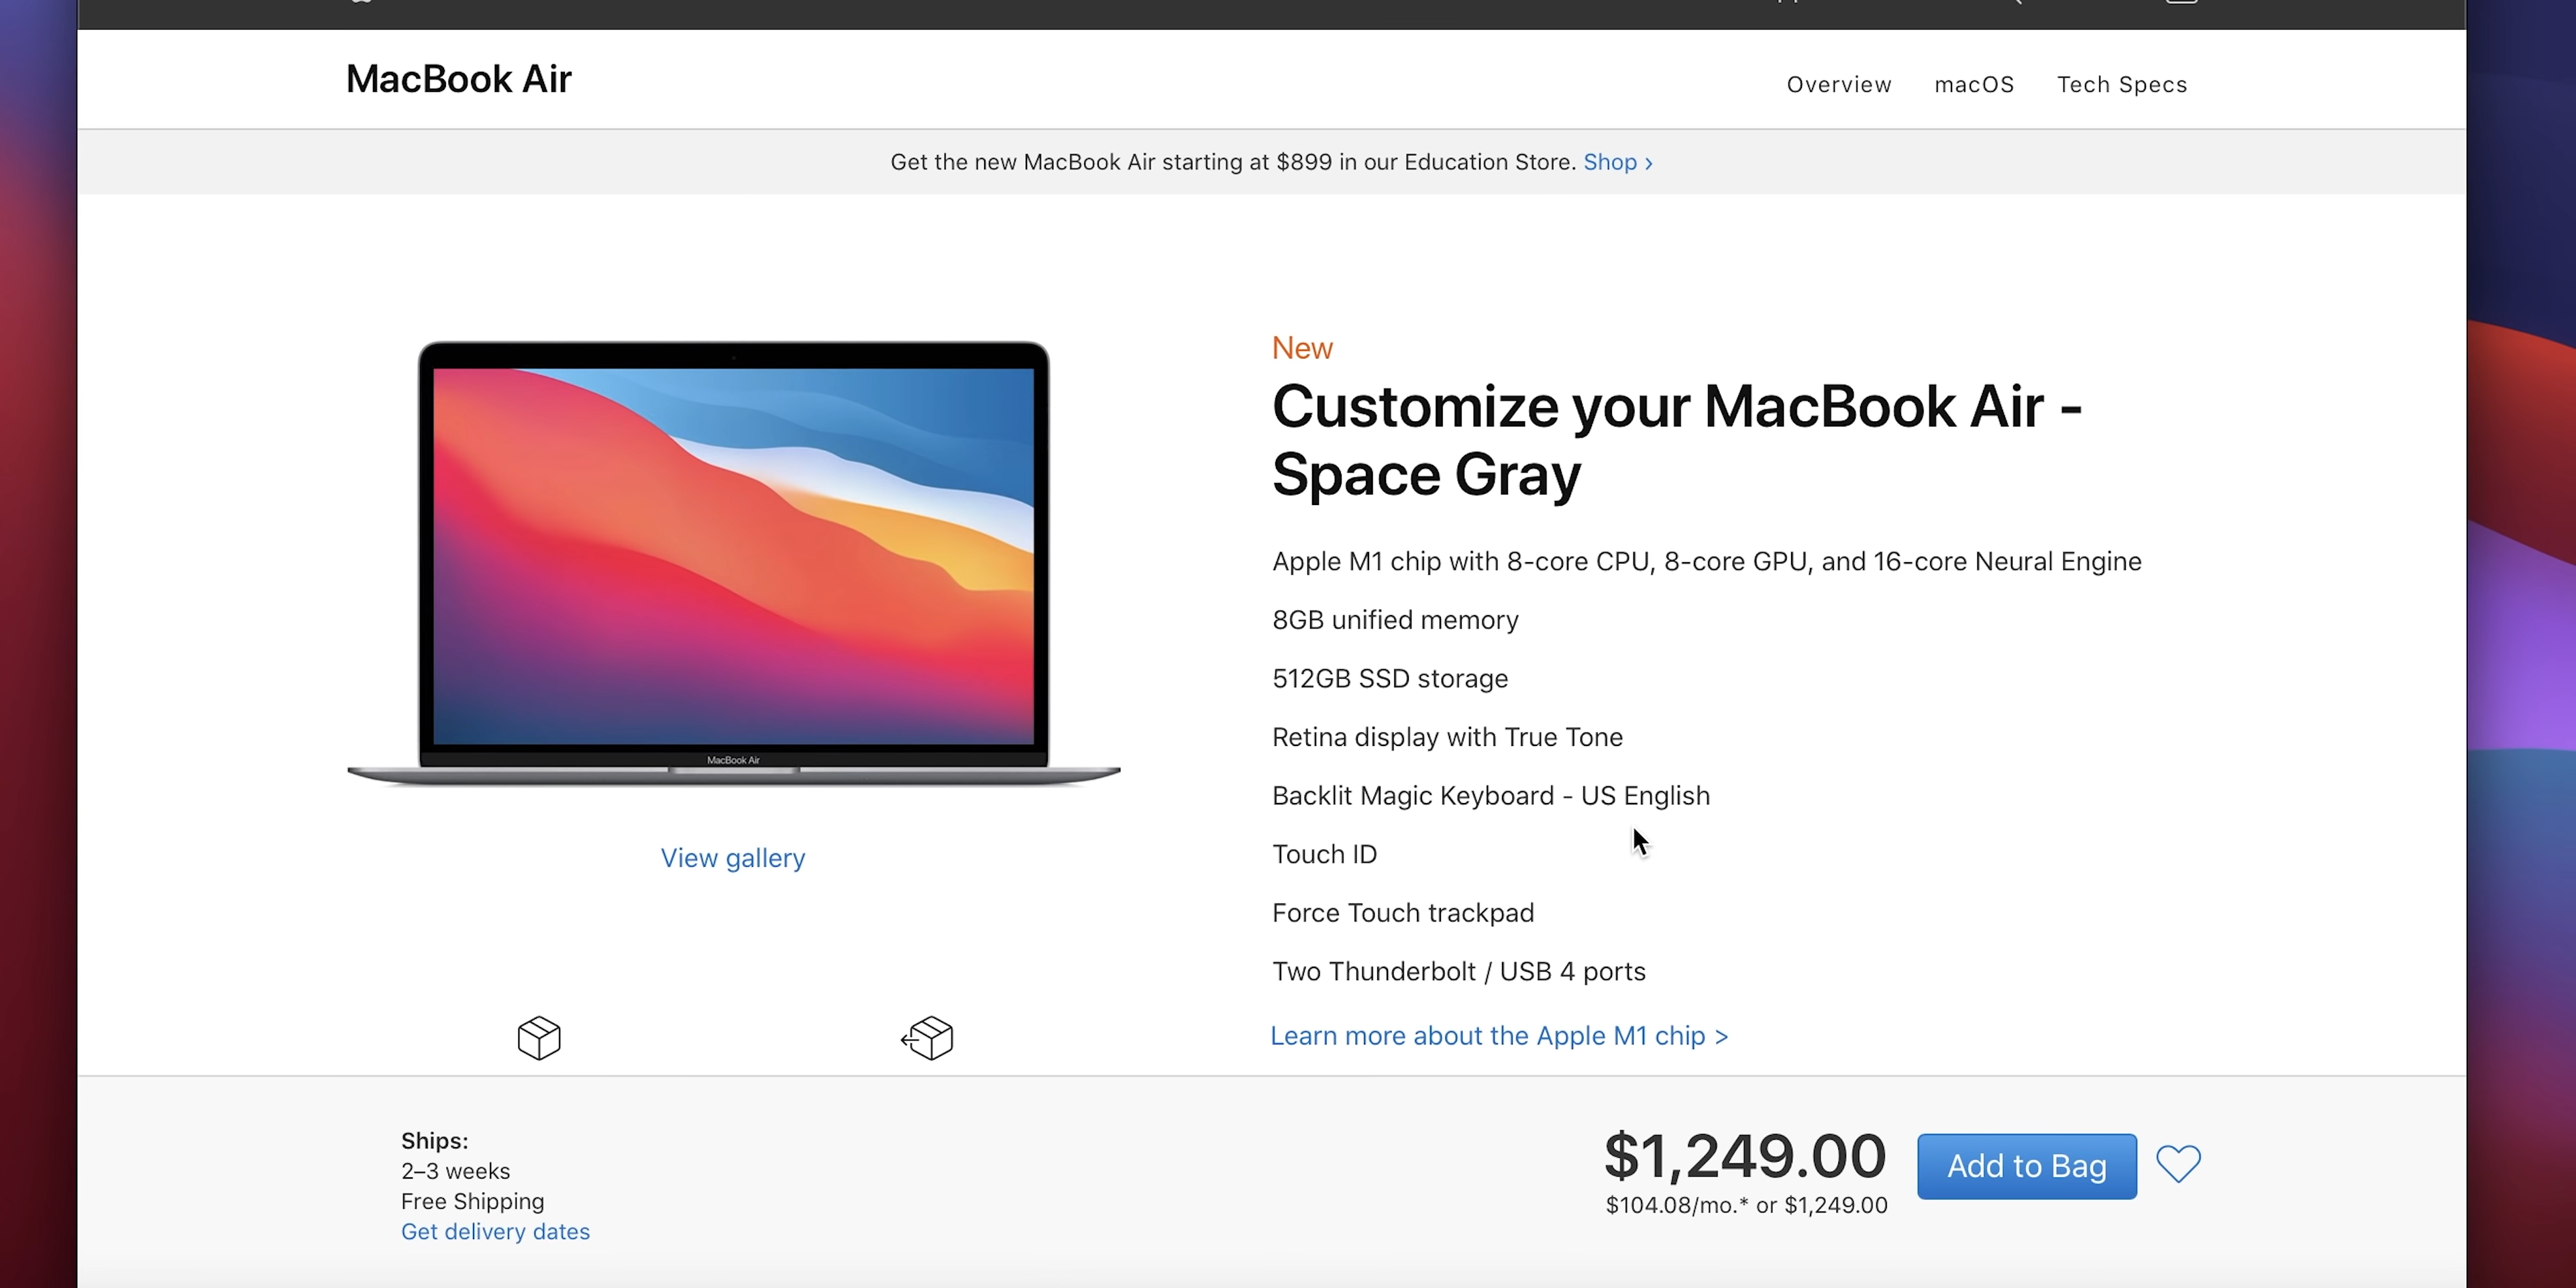 MacBook Air
Overview
macOS
Tech Specs
Get the new MacBook Air starting at $899 in our Education Store. Shop ›
New
Customize your MacBook Air -
Space Gray
Apple M1 chip with 8-core CPU, 8-core GPU, and 16-core Neural Engine
8GB unified memory
512GB SSD storage
Retina display with True Tone
Backlit Magic Keyboard - US English
Touch ID
Force Touch trackpad
Two Thunderbolt / USB 4 ports
Learn more about the Apple M1 chip >
MacBook Air
View gallery
Ships:
2–3 weeks
Free Shipping
Get delivery dates
$1,249.00
$104.08/mo.* or $1,249.00
Add to Bag